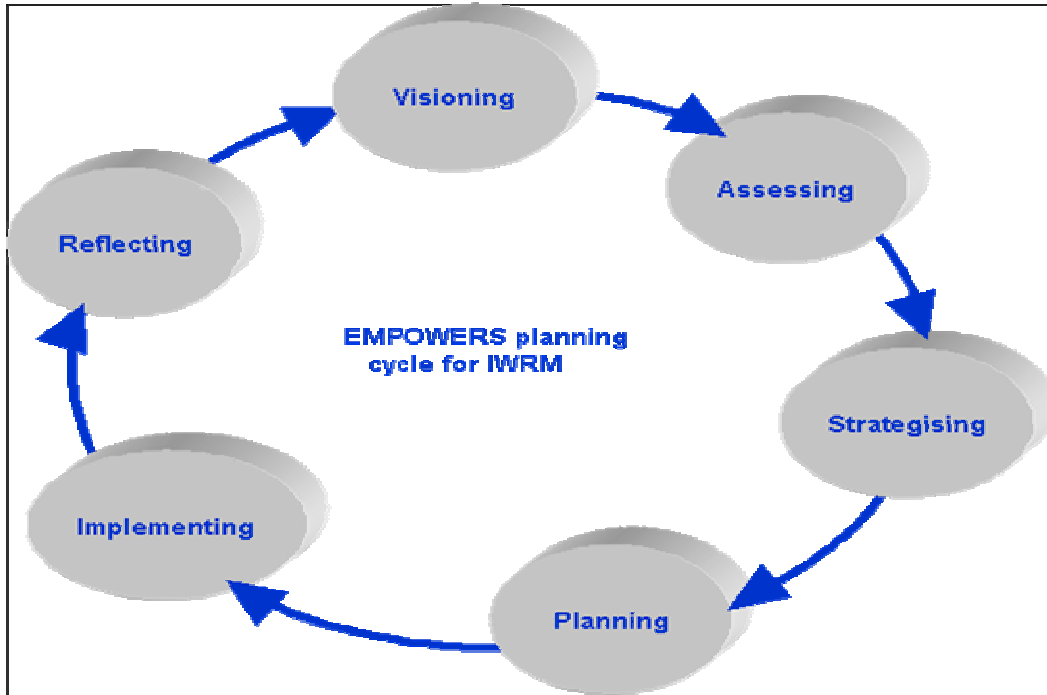 Visioning
Assessing
Strategising
Planning
Implementing
Reflecting
EMPOWERS planning
cycle for IWRM